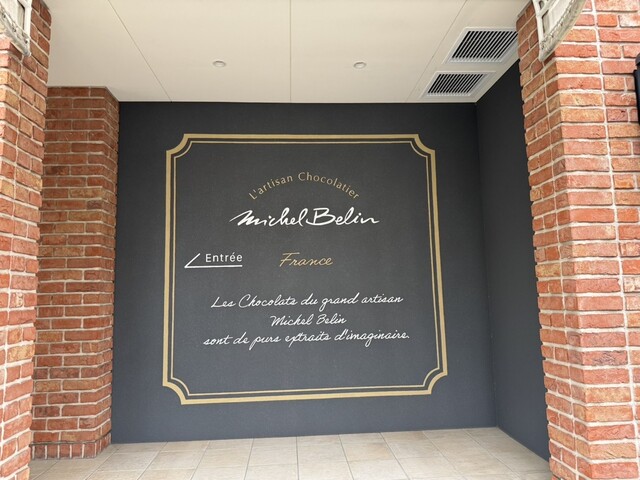 L'artisan Chocolatier
Michel Belin
Entrée
France
Les Chocolats du grand artisan
Michel Belin
sont de purs extraits d'imaginaire.